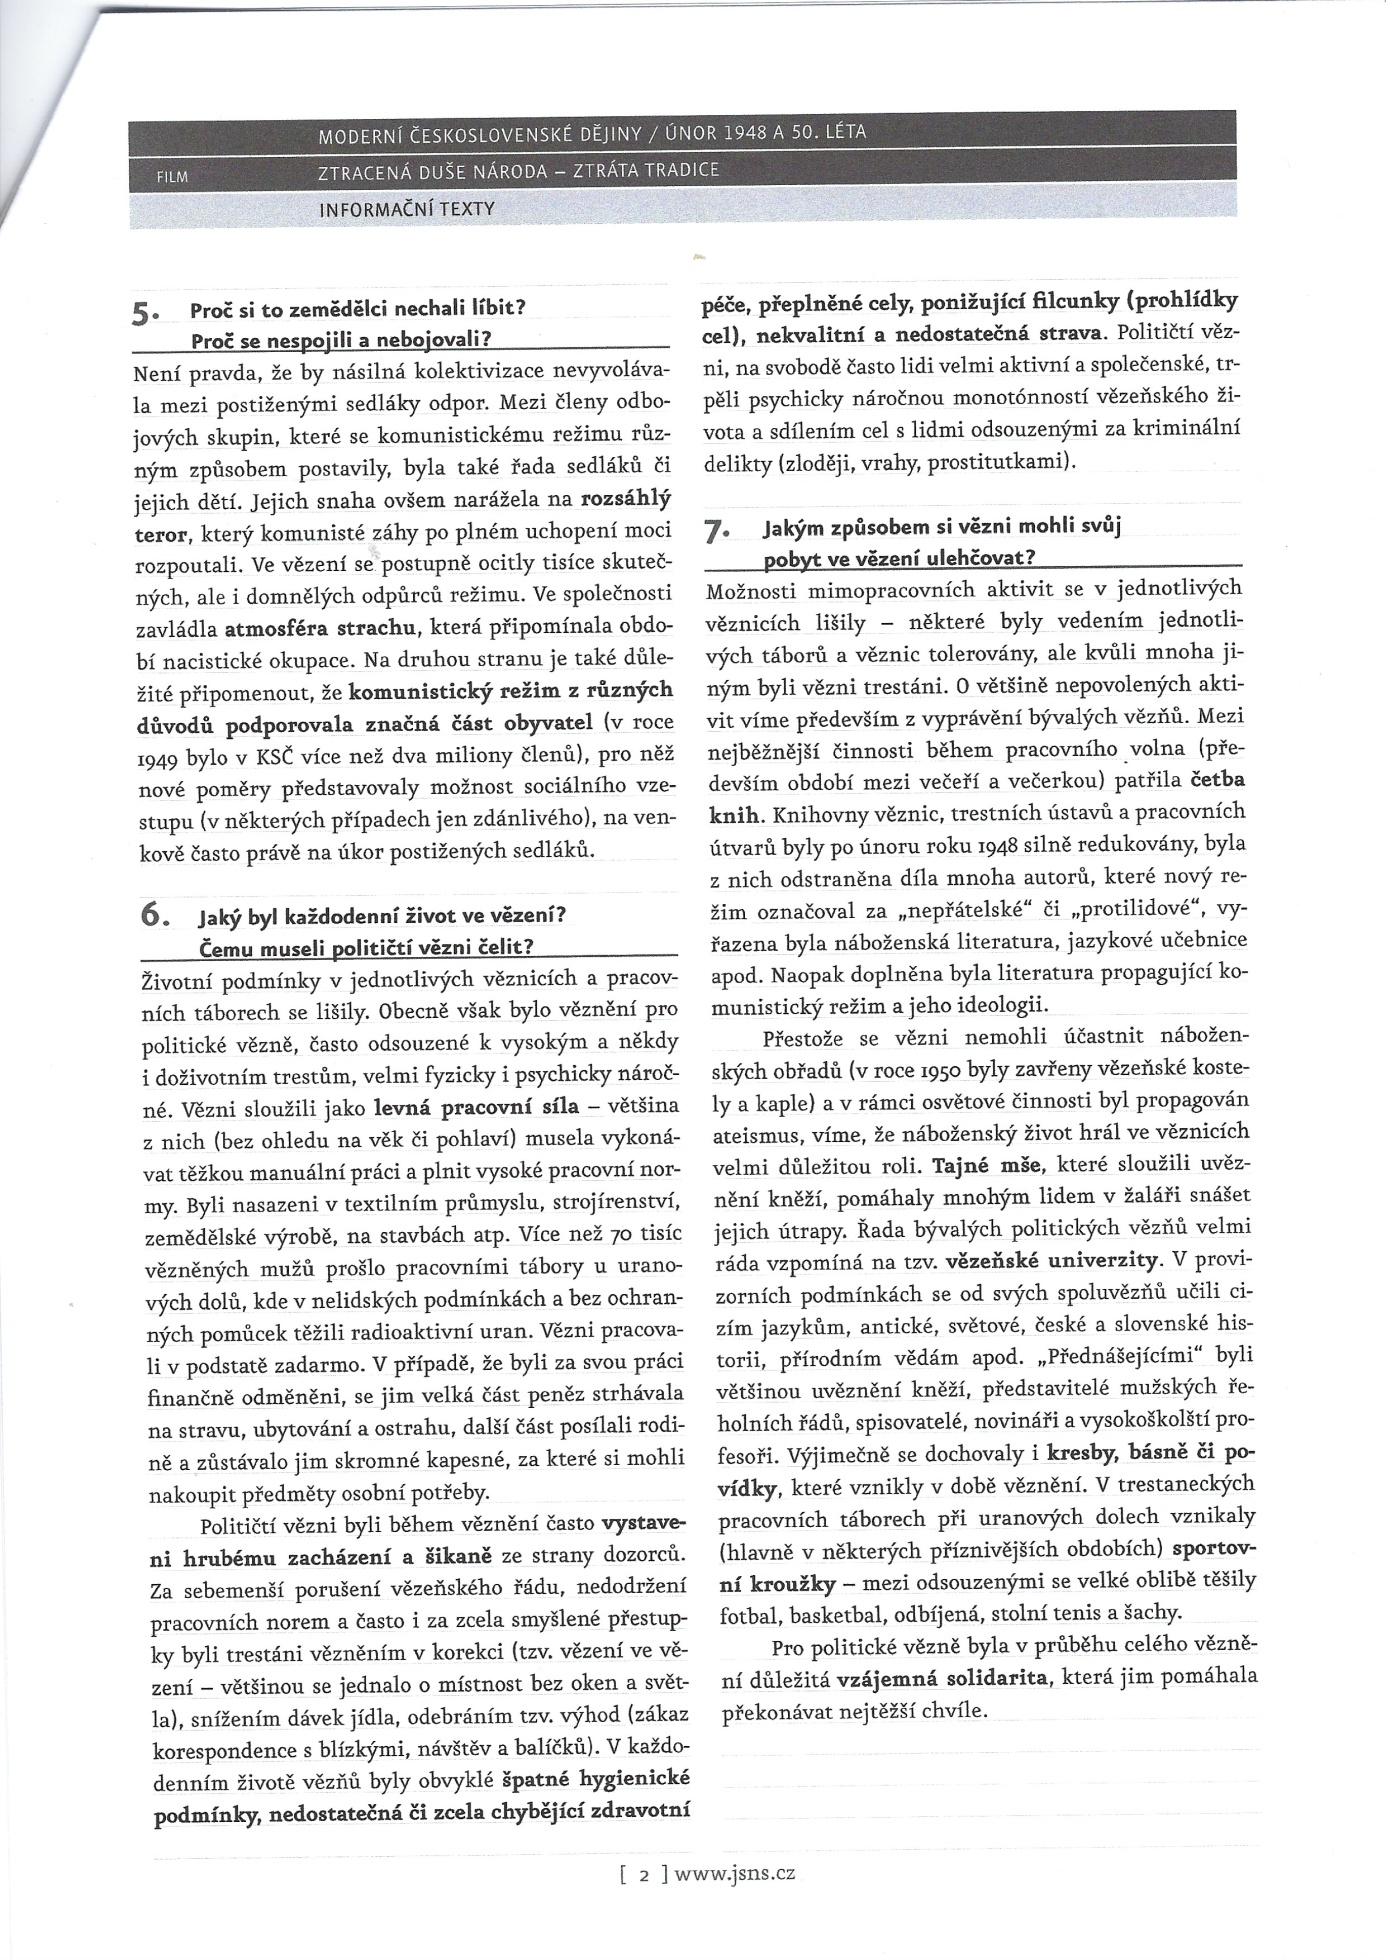 MODERNÍ ČESKOSLOVENSKÉ DĚJINY / ÚNOR 1948 A 50. LÉTA
FILM ZTRACENÁ DUŠE NÁRODA – ZTRÁTA TRADICE
INFORMAČNÍ TEXTY
5. Proč si to zemědělci nechali líbit?
Proč se nespojili a nebojovali?
Není pravda, že by násilná kolektivizace nevyvoláva-
la mezi postiženými sedláky odpor. Mezi členy odbo-
jových skupin, které se komunistickému režimu růz-
ným způsobem postavily, byla také řada sedláků či
jejich dětí. Jejich snaha ovšem narážela na rozsáhlý
teror, který komunisté záhy po plném uchopení moci
rozpoutali. Ve vězení se postupně ocitly tisíce skuteč-
ných, ale i domnělých odpůrců režimu. Ve společnosti
zavládla atmosféra strachu, která připomínala obdo-
bí nacistické okupace. Na druhou stranu je také důle-
žité připomenout, že komunistický režim z různých
důvodů podporovala značná část obyvatel (v roce
1949 bylo v KSČ více než dva miliony členů), pro něž
nové poměry představovaly možnost sociálního vze-
stupu (v některých případech jen zdánlivého), na ven-
kově často právě na úkor postižených sedláků.
6. Jaký byl každodenní život ve vězení?
Čemu museli političtí vězni čelit?
Životní podmínky v jednotlivých věznicích a pracov-
ních táborech se lišily. Obecně však bylo věznění pro
politické vězně, často odsouzené k vysokým a někdy
i doživotním trestům, velmi fyzicky i psychicky nároč-
né. Vězni sloužili jako levná pracovní síla – většina
z nich (bez ohledu na věk či pohlaví) musela vykoná-
vat těžkou manuální práci a plnit vysoké pracovní nor-
my. Byli nasazeni v textilním průmyslu, strojírenství,
zemědělské výrobě, na stavbách atp. Více než 70 tisíc
vězněných mužů prošlo pracovními tábory u urano-
vých dolů, kde v nelidských podmínkách a bez ochran-
ných pomůcek těžili radioaktivní uran. Vězni pracova-
li v podstatě zadarmo. V případě, že byli za svou práci
finančně odměněni, se jim velká část peněz strhávala
na stravu, ubytování a ostrahu, další část posílali rodi-
ně a zůstávalo jim skromné kapesné, za které si mohli
nakoupit předměty osobní potřeby.
Političtí vězni byli během věznění často vystave-
ni hrubému zacházení a šikaně ze strany dozorců.
Za sebemenší porušení vězeňského řádu, nedodržení
pracovních norem a často i za zcela smyšlené přestup-
ky byli trestáni vězněním v korekci (tzv. vězení ve vě-
zení – většinou se jednalo o místnost bez oken a svět-
la), snížením dávek jídla, odebráním tzv. výhod (zákaz
korespondence s blízkými, návštěv a balíčků). V každo-
denním životě vězňů byly obvyklé špatné hygienické
podmínky, nedostatečná či zcela chybějící zdravotní
péče, přeplněné cely, ponižující filcunky (prohlídky
cel), nekvalitní a nedostatečná strava. Političtí věz-
ni, na svobodě často lidi velmi aktivní a společenské, tr-
pěli psychicky náročnou monotónností vězeňského ži-
vota a sdílením cel s lidmi odsouzenými za kriminální
delikty (zloději, vrahy, prostitutkami).
7. Jakým způsobem si vězni mohli svůj
pobyt ve vězení ulehčovat?
Možnosti mimopracovních aktivit se v jednotlivých
věznicích lišily – některé byly vedením jednotli-
vých táborů a věznic tolerovány, ale kvůli mnoha ji-
ným byli vězni trestáni. O většině nepovolených akti-
vit víme především z vyprávění bývalých vězňů. Mezi
nejběžnější činnosti během pracovního volna (pře-
devším období mezi večeří a večerkou) patřila četba
knih. Knihovny věznic, trestních ústavů a pracovních
útvarů byly po únoru roku 1948 silně redukovány, byla
z nich odstraněna díla mnoha autorů, které nový re-
žim označoval za „nepřátelské“ či „protilidové“, vy-
řazena byla náboženská literatura, jazykové učebnice
apod. Naopak doplněna byla literatura propagující ko-
munistický režim a jeho ideologii.
Přestože se vězni nemohli účastnit nábožen-
ských obřadů (v roce 1950 byly zavřeny vězeňské koste-
ly a kaple) a v rámci osvětové činnosti byl propagován
ateismus, víme, že náboženský život hrál ve věznicích
velmi důležitou roli. Tajné mše, které sloužili uvěz-
nění kněží, pomáhaly mnohým lidem v žaláři snášet
jejich útrapy. Řada bývalých politických vězňů velmi
ráda vzpomíná na tzv. vězeňské univerzity. V provi-
zorních podmínkách se od svých spoluvězňů učili ci-
zím jazykům, antické, světové, české a slovenské his-
torii, přírodním vědám apod. „Přednášejícími“ byli
většinou uvěznění kněží, představitelé mužských ře-
holních řádů, spisovatelé, novináři a vysokoškolští pro-
fesoři. Výjimečně se dochovaly i kresby, básně či po-
vídky, které vznikly v době věznění. V trestaneckých
pracovních táborech při uranových dolech vznikaly
(hlavně v některých příznivějších obdobích) sportov-
ní kroužky – mezi odsouzenými se velké oblibě těšily
fotbal, basketbal, odbíjená, stolní tenis a šachy.
Pro politické vězně byla v průběhu celého vězně-
ní důležitá vzájemná solidarita, která jim pomáhala
překonávat nejtěžší chvíle.
[ 2 ] www.jsns.cz